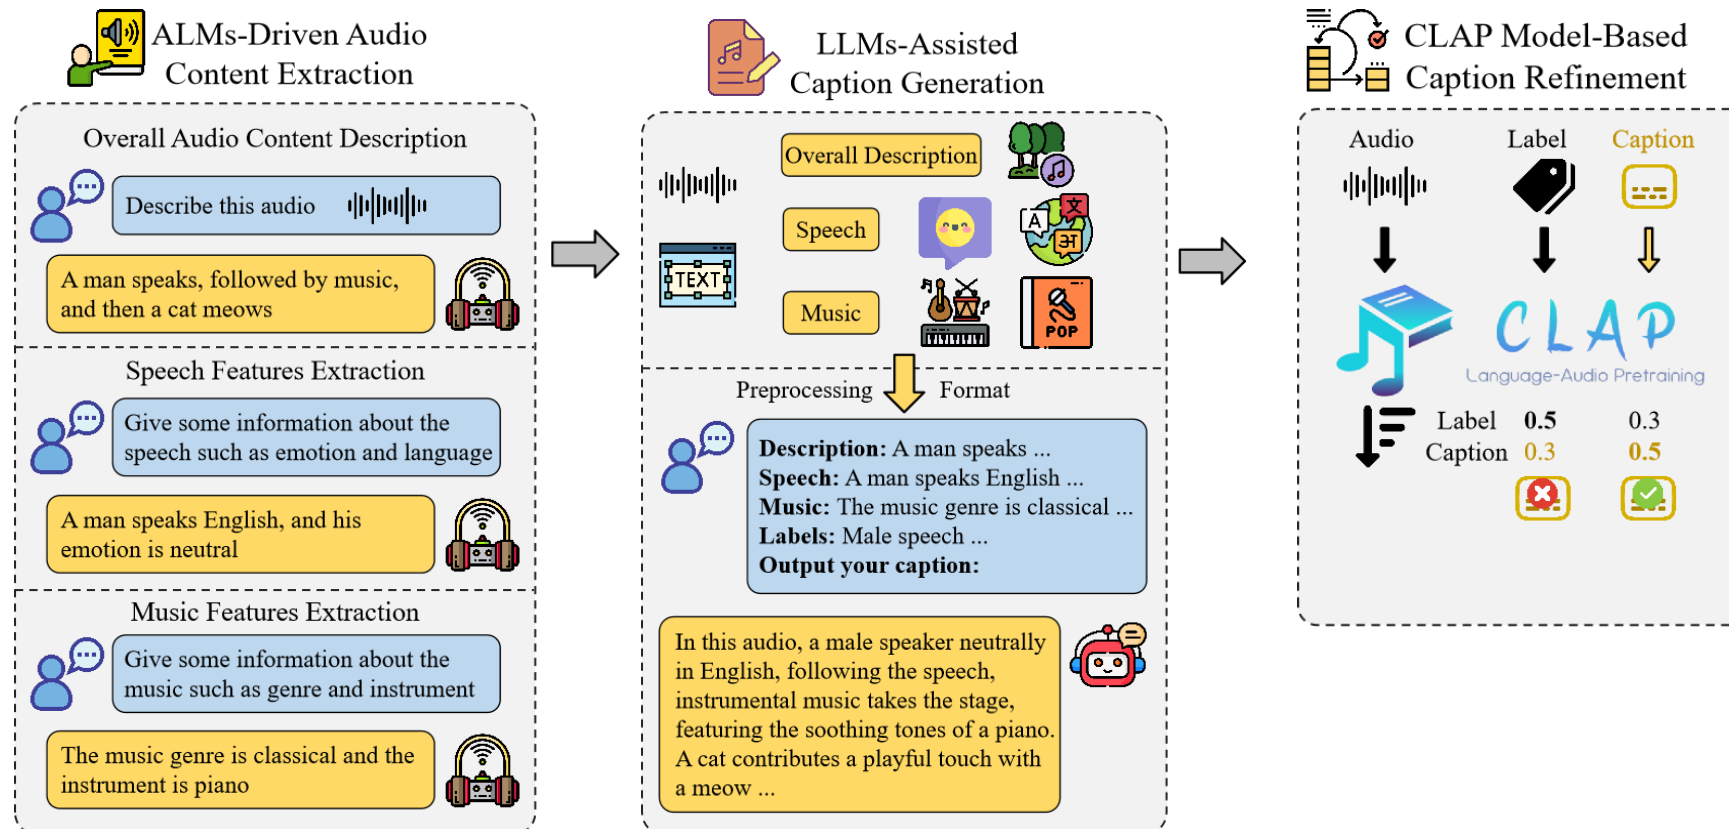 ALMs-Driven Audio
Content Extraction
Overall Audio Content Description
Describe this audio
A man speaks, followed by music,
and then a cat meows
Speech Features Extraction
Give some information about the
speech such as emotion and language
A man speaks English, and his
emotion is neutral
Music Features Extraction
Give some information about the
music such as genre and instrument
The music genre is classical and the
instrument is piano
LLMs-Assisted
Caption Generation
Overall Description
Speech
A
文
अ
TEXT
Music
POP
Preprocessing
Format
Description: A man speaks ...
Speech: A man speaks English ...
Music: The music genre is classical ...
Labels: Male speech ...
Output your caption:
In this audio, a male speaker neutrally
in English, following the speech,
instrumental music takes the stage,
featuring the soothing tones of a piano.
A cat contributes a playful touch with
a meow ...
CLAP Model-Based
Caption Refinement
Audio Label Caption
CLAP
Language-Audio Pretraining
Label 0.5 0.3
Caption 0.3 0.5